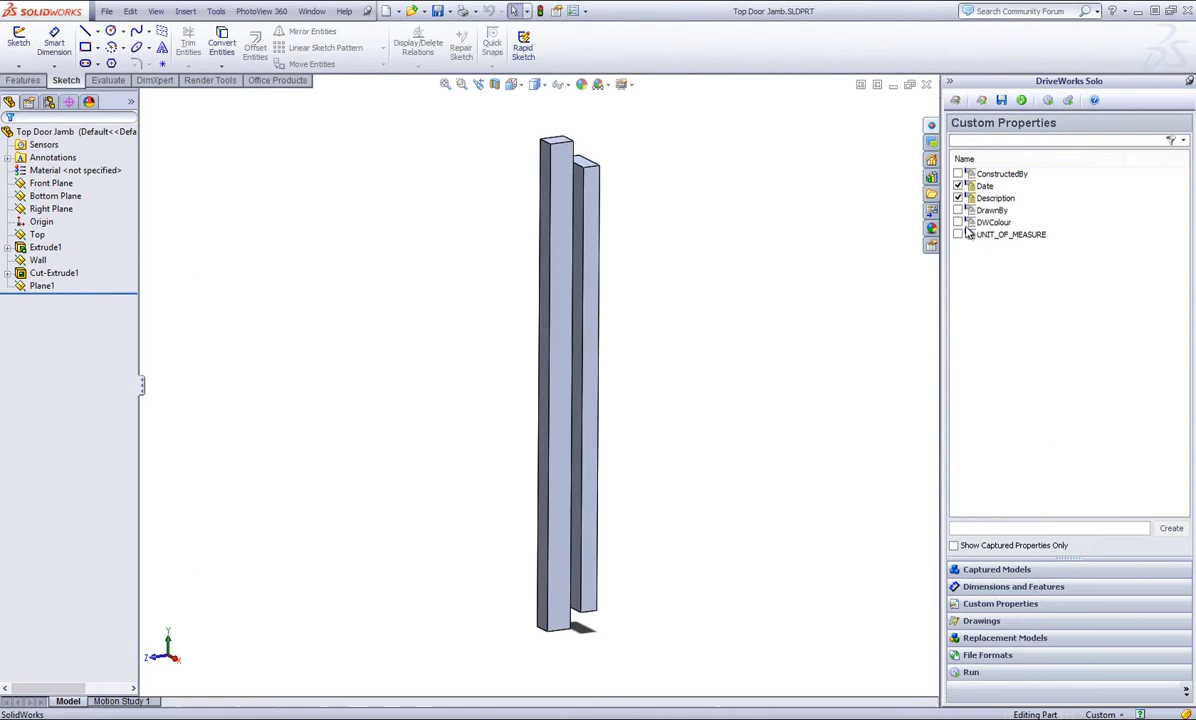 SOLIDWORKS File Edit View Insert Tools PhotoView 360 Window Help Top Door Jamb.SLDPRT Search Community Forum
Sketch Smart Dimension Trim Entities Convert Entities Offset Entities Mirror Entities Linear Sketch Pattern Move Entities Display/Delete Relations Repair Sketch Quick Snaps Rapid Sketch
Features Sketch Evaluate DimXpert Render Tools Office Products
DriveWorks Solo
Custom Properties
Top Door Jamb (Default<<Defa
Sensors
Annotations
Material <not specified>
Front Plane
Bottom Plane
Right Plane
Origin
Top
Extrude1
Wall
Cut-Extrude1
Plane1
Name
ConstructedBy
Date
Description
DrawnBy
DWColour
UNIT_OF_MEASURE
Create
Show Captured Properties Only
Captured Models
Dimensions and Features
Custom Properties
Drawings
Replacement Models
File Formats
Run
Y
Z
X
Model Motion Study 1
SolidWorks Editing Part Custom